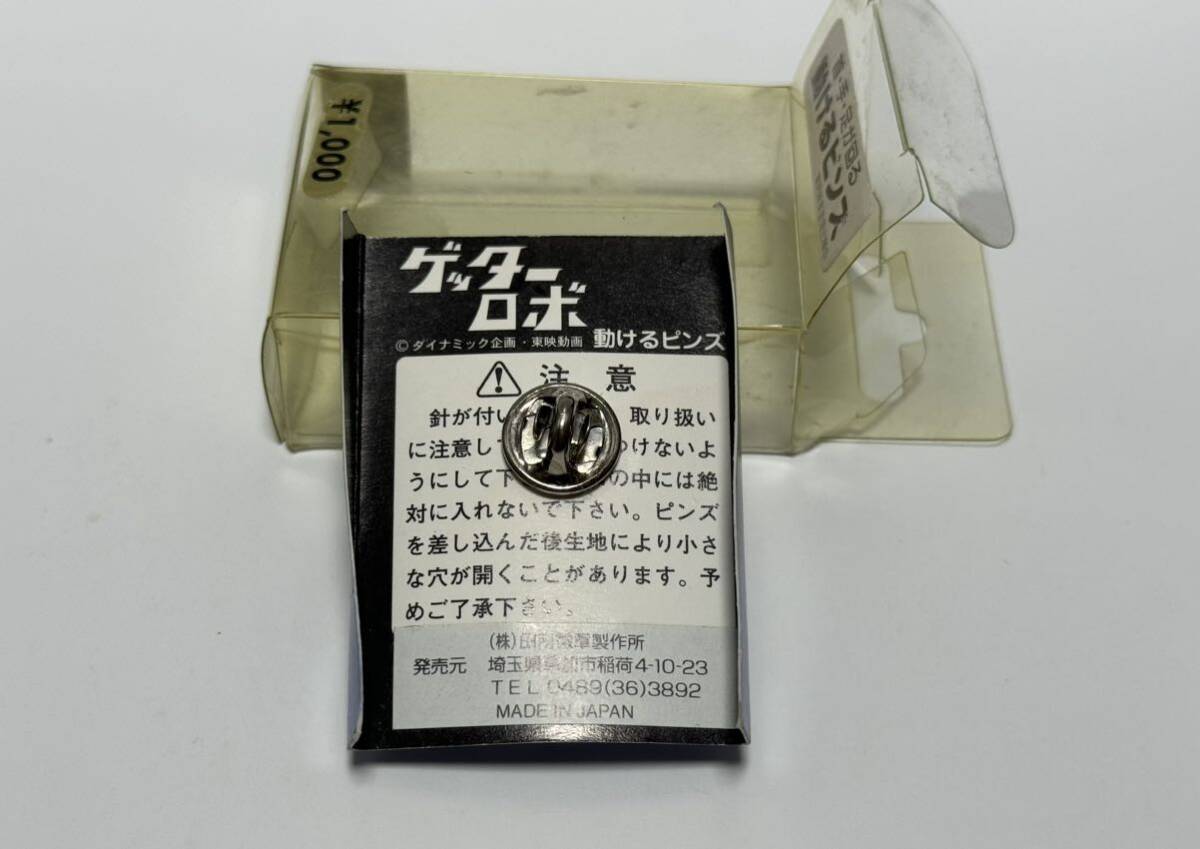 ¥1,000
動けるピンズ
ゲッター
ロボ
©ダイナミック企画・東映動画 動けるピンズ
注 意
針が付い 取り扱い
に注意し つけないよ
うにして下 の中には絶
対に入れないで下さい。ピンズ
を差し込んだ後生地により小さ
な穴が開くことがあります。予
めご了承下さい。
(株) 製作所
発売元 埼玉県草加市稲荷4-10-23
TEL 0489(36)3892
MADE IN JAPAN